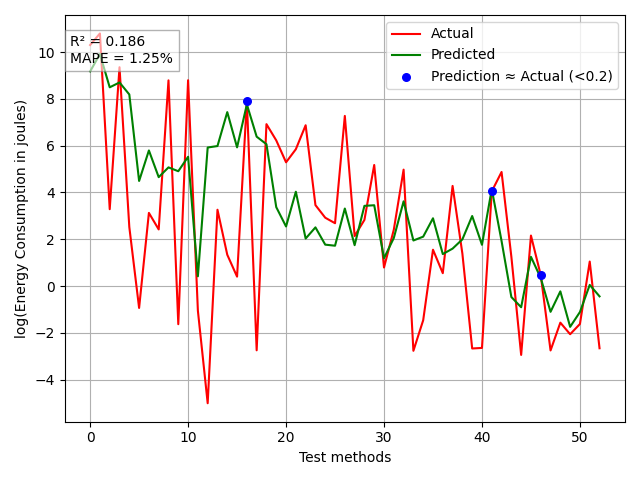 R² = 0.186
MAPE = 1.25%
Actual
Predicted
Prediction ≈ Actual (<0.2)
log(Energy Consumption in joules)
10
8
6
4
2
0
−2
−4
0 10 20 30 40 50
Test methods